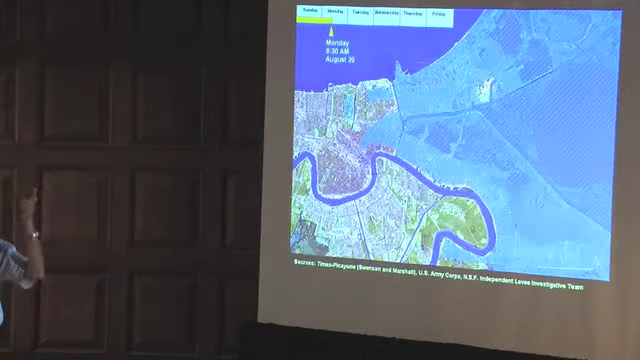 Sunday Monday Tuesday Wednesday Thursday Friday
Monday
8:30 AM
August 29
Sources: Times-Picayune (Swenson and Marshall), U.S. Army Corps, N.S.F. Independent Levee Investigative Team